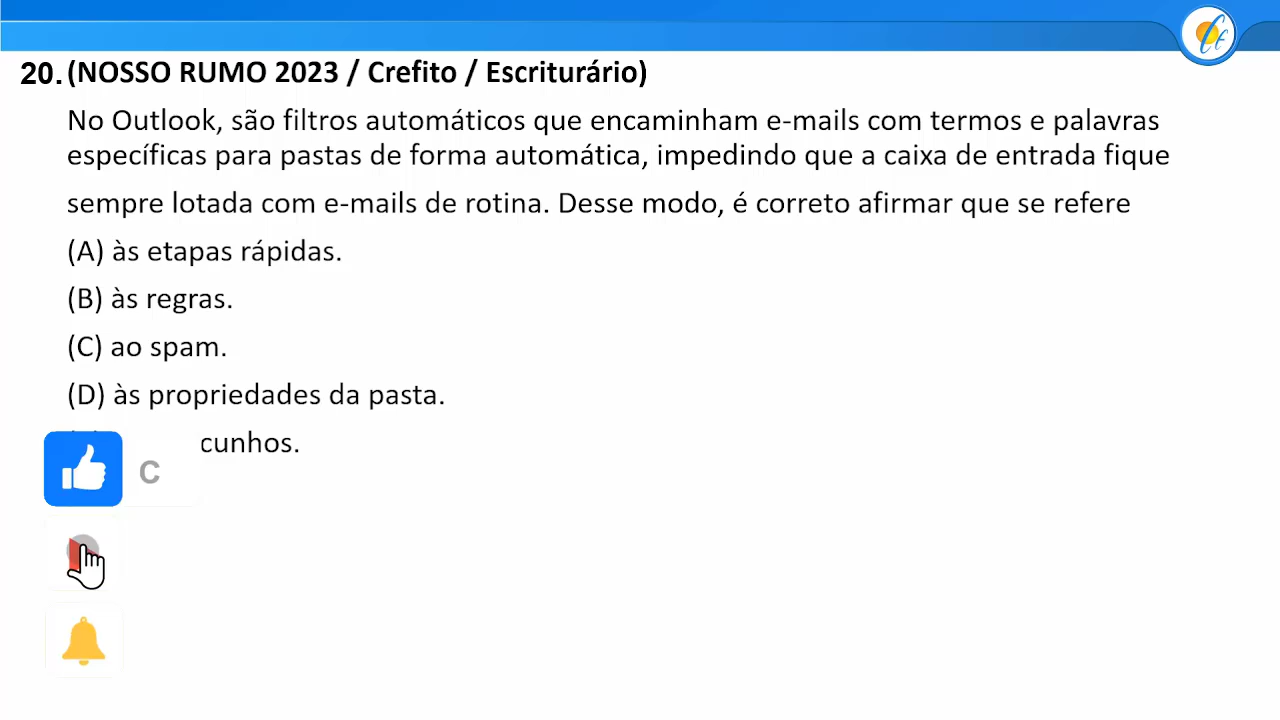 20. (NOSSO RUMO 2023 / Crefito / Escriturário)
No Outlook, são filtros automáticos que encaminham e-mails com termos e palavras
específicas para pastas de forma automática, impedindo que a caixa de entrada fique
sempre lotada com e-mails de rotina. Desse modo, é correto afirmar que se refere
(A) às etapas rápidas.
(B) às regras.
(C) ao spam.
(D) às propriedades da pasta.
cunhos.
C